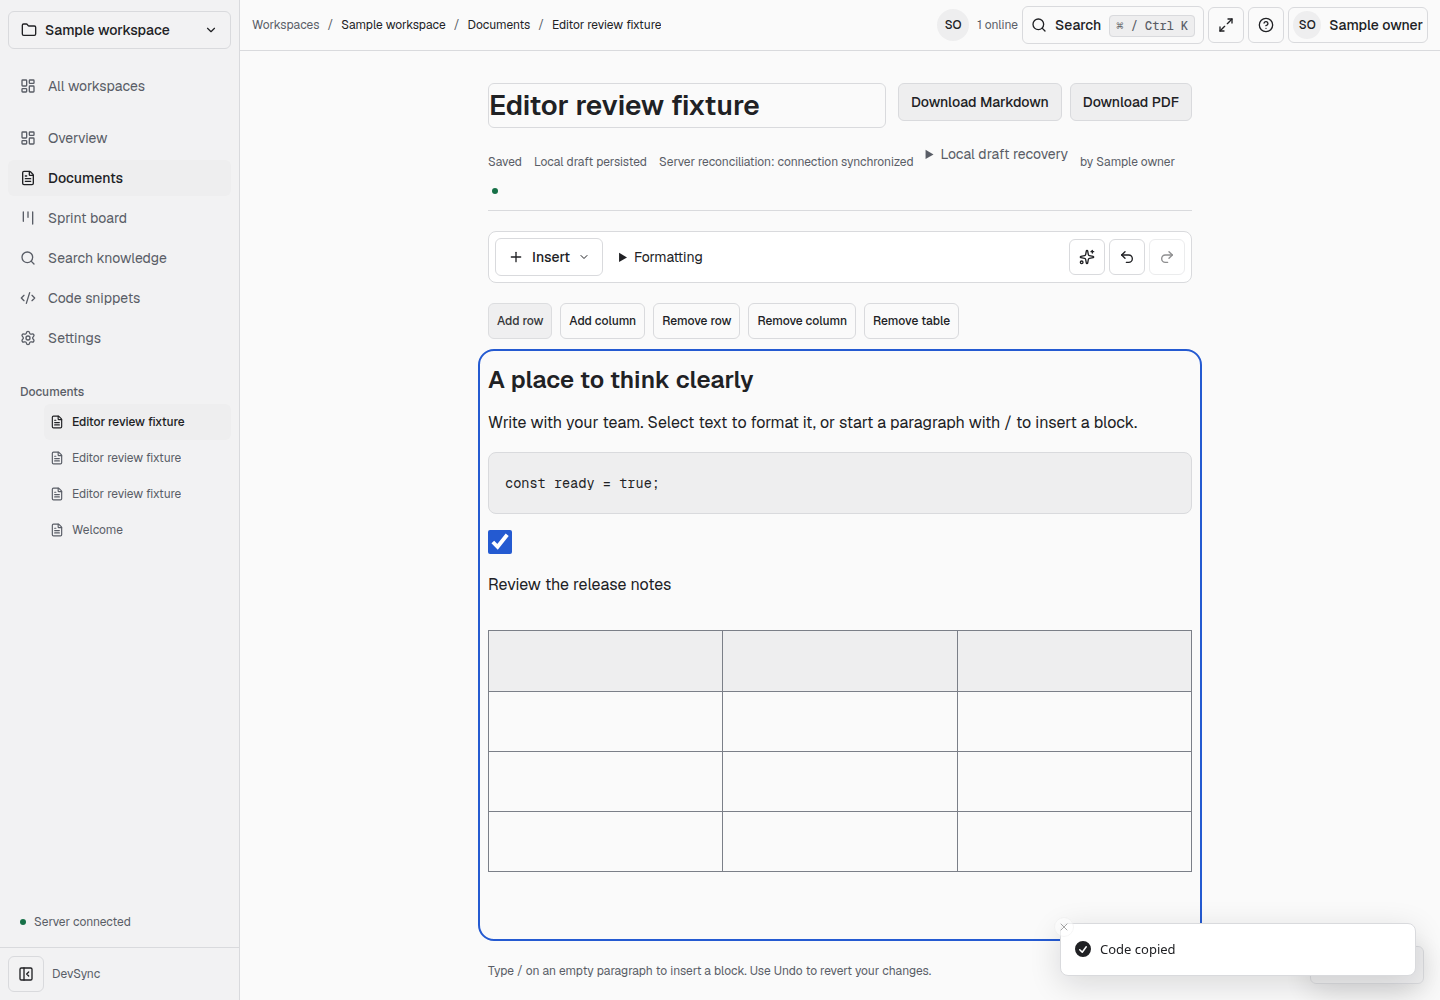 Sample workspace
All workspaces
Overview
Documents
Sprint board
Search knowledge
Code snippets
Settings
Documents
Editor review fixture
Editor review fixture
Editor review fixture
Welcome
Server connected
DevSync
Workspaces / Sample workspace / Documents / Editor review fixture
SO 1 online Search ⌘ / Ctrl K SO Sample owner
Editor review fixture
Download Markdown Download PDF
Saved Local draft persisted Server reconciliation: connection synchronized Local draft recovery by Sample owner
Insert Formatting
Add row Add column Remove row Remove column Remove table
A place to think clearly
Write with your team. Select text to format it, or start a paragraph with / to insert a block.
const ready = true;
Review the release notes
Type / on an empty paragraph to insert a block. Use Undo to revert your changes.
Code copied